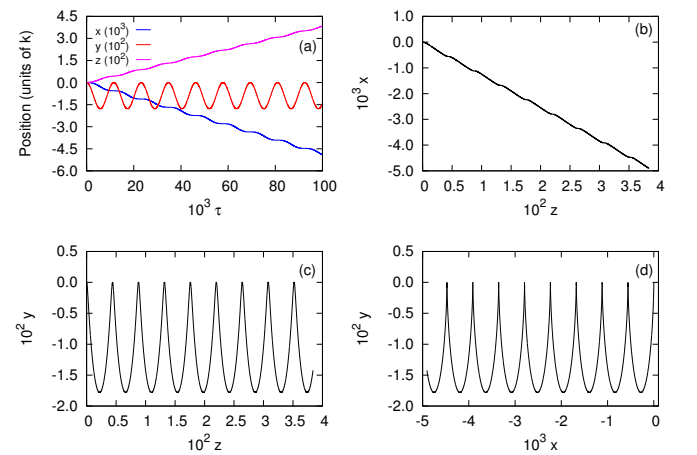 4.5
3.0
1.5
0.0
-1.5
-3.0
-4.5
-6.0
Position (units of k)
x (10³)
y (10²)
z (10²)
(a)
0 20 40 60 80 100
10³ τ
1.0
0.0
-1.0
-2.0
-3.0
-4.0
-5.0
10³ x
(b)
0 0.5 1 1.5 2 2.5 3 3.5 4
10² z
0.5
0.0
-0.5
-1.0
-1.5
-2.0
10² y
(c)
0 0.5 1 1.5 2 2.5 3 3.5 4
10² z
0.5
0.0
-0.5
-1.0
-1.5
-2.0
10² y
(d)
-5 -4 -3 -2 -1 0
10³ x